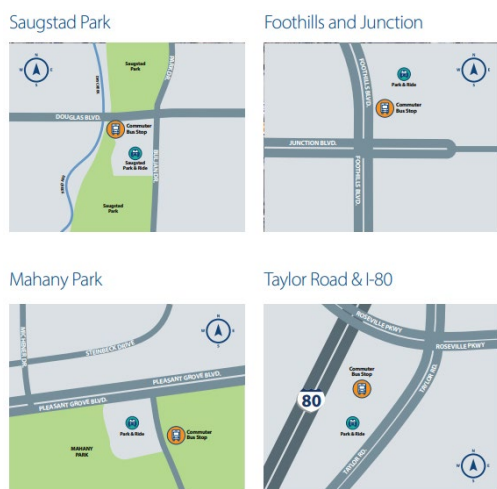 Saugstad Park
Foothills and Junction
N
W
E
S
Saugstad
Park
DOUGLAS BLVD.
Commuter
Bus Stop
Saugstad
Park & Ride
Saugstad
Park
N
W
E
S
FOOTHILLS BLVD.
Park & Ride
Commuter
Bus Stop
JUNCTION BLVD.
FOOTHILLS BLVD.
Mahany Park
Taylor Road & I-80
N
W
E
S
STEINBECK DRIVE
PLEASANT GROVE BLVD.
PLEASANT GROVE BLVD.
Park & Ride
Commuter
Bus Stop
MAHANY
PARK
ROSEVILLE PKWY
ROSEVILLE PKWY
TAYLOR RD.
Commuter
Bus Stop
80
Park & Ride
TAYLOR RD.
N
W
E
S